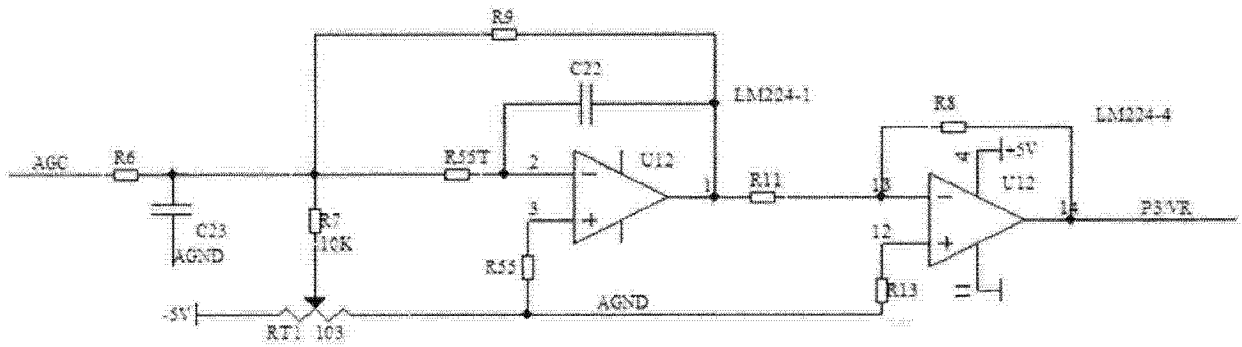 R9
C22
LM224-1
R8
LM224-4
AGC
R6
R55T
2
U12
4
+5V
U12
1
R11
13
14
P3/VR
C23
R7
10K
3
12
AGND
R55
11
R13
AGND
-5V
RT1
103